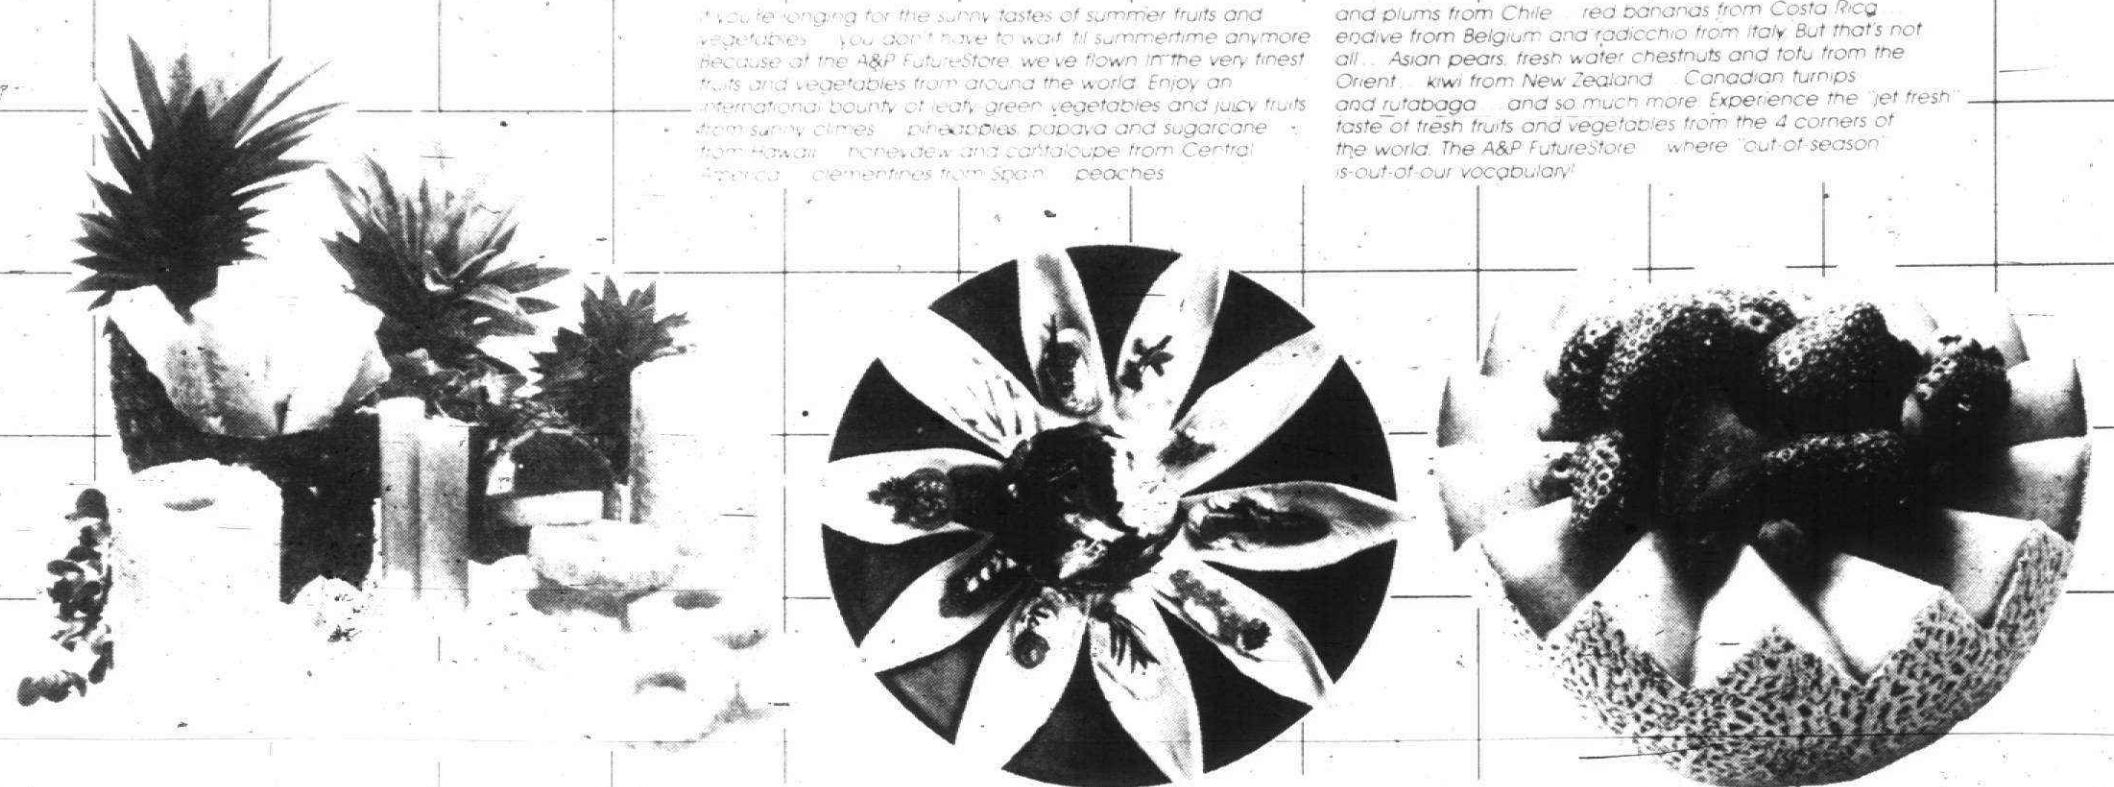 if you're longing for the sunny tastes of summer fruits and
vegetables you don't have to wait 'til summertime anymore
Because at the A&P FutureStore, we've flown in the very finest
fruits and vegetables from around the world. Enjoy an
international bounty of leafy green vegetables and juicy fruits
from sunny climes pineapples, papaya and sugarcane
from Hawaii honeydew and cantaloupe from Central
America clementines from Spain peaches
and plums from Chile ... red bananas from Costa Rica ...
endive from Belgium and radicchio from Italy. But that's not
all ... Asian pears, fresh water chestnuts and tofu from the
Orient ... kiwi from New Zealand ... Canadian turnips
and rutabaga ... and so much more. Experience the "jet fresh"
taste of fresh fruits and vegetables from the 4 corners of
the world. The A&P FutureStore where "out-of-season"
is-out-of-our vocabulary!